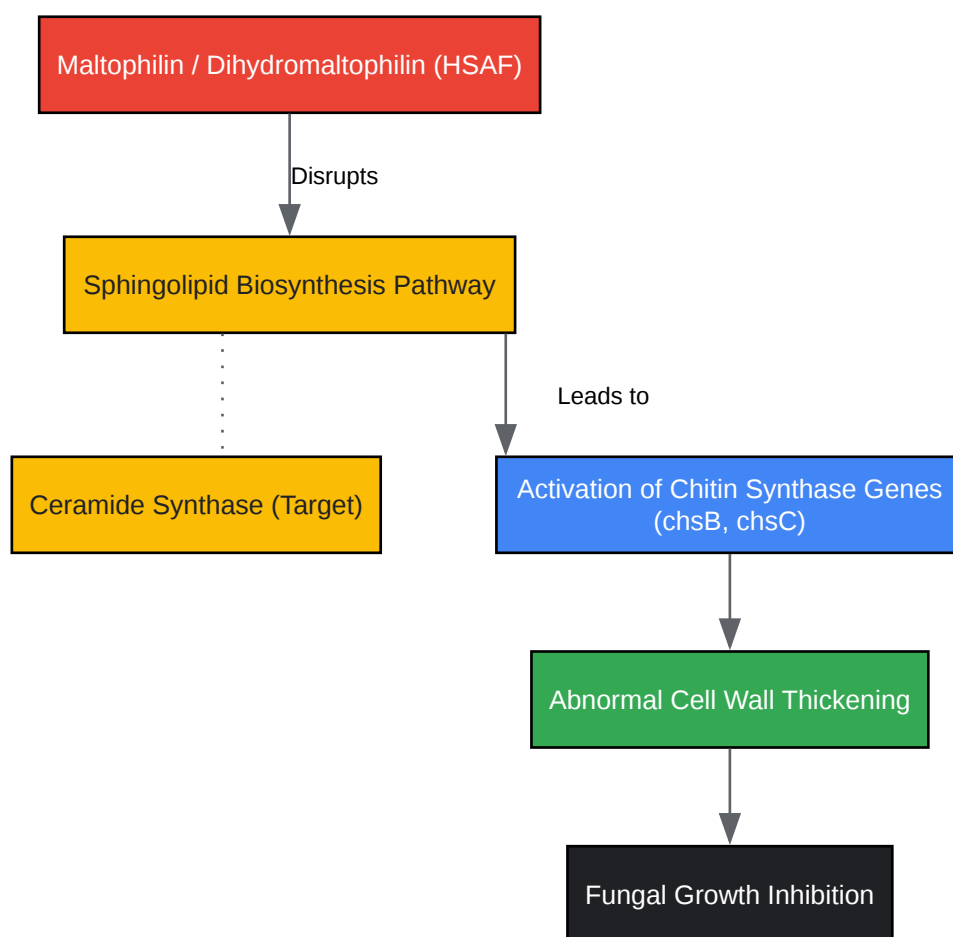 Maltophilin / Dihydromaltophilin (HSAF)
Disrupts
Sphingolipid Biosynthesis Pathway
Leads to
Ceramide Synthase (Target)
Activation of Chitin Synthase Genes
(chsB, chsC)
Abnormal Cell Wall Thickening
Fungal Growth Inhibition